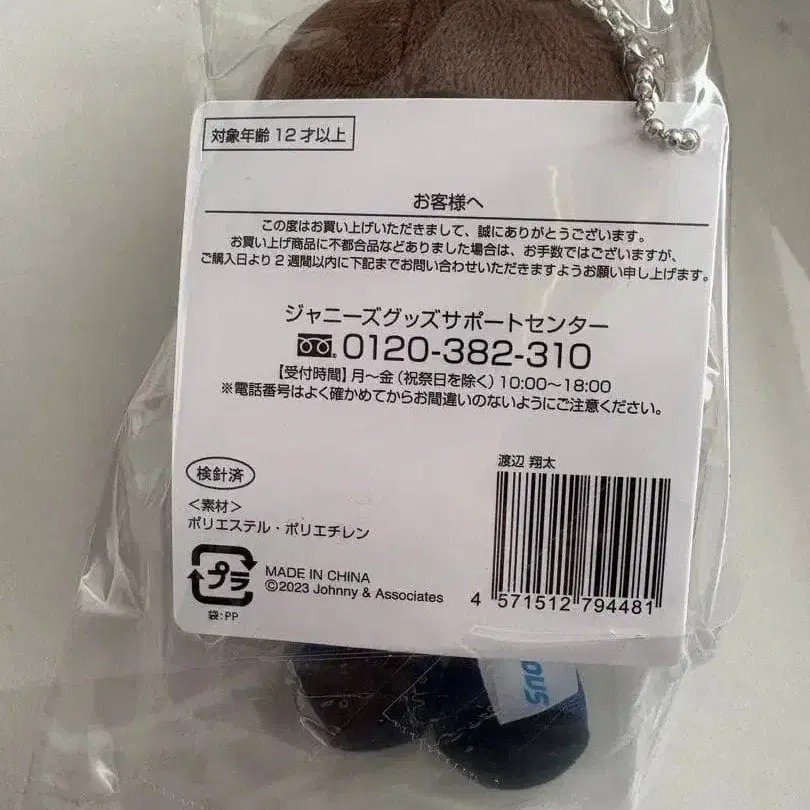 対象年齢12才以上
お客様へ
この度はお買い上げいただきまして、誠にありがとうございます。
お買い上げ商品に不都合品などありました場合は、お手数ではございますが、
ご購入日より2週間以内に下記までお問い合わせいただきますようお願い申し上げます。
ジャニーズグッズサポートセンター
0120-382-310
【受付時間】月~金(祝祭日を除く)10:00~18:00
※電話番号はよく確かめてからお間違いのないようにご注意ください。
渡辺 翔太
検針済
<素材>
ポリエステル・ポリエチレン
プラ
MADE IN CHINA
©2023 Johnny & Associates
袋:PP
4 571512 794481